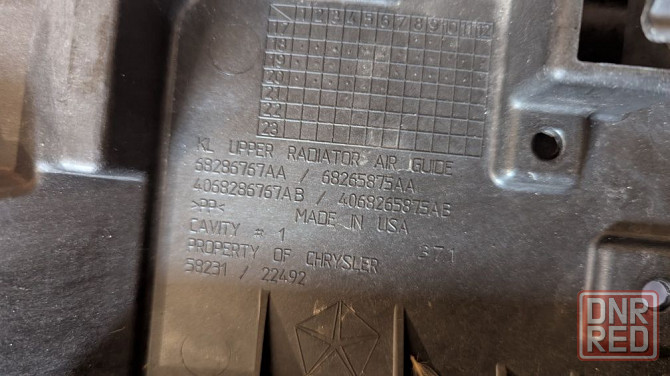 1 2 3 4 5 6 7 8 9 10 11 12
17
18
19
20
21
22
23
KL UPPER RADIATOR AIR GUIDE
68286767AA / 68265875AA
4068286767AB / 4068265875AB
>PP<
MADE IN USA
CAVITY # 1
371
PROPERTY OF CHRYSLER
58231 / 22492
DNR
RED